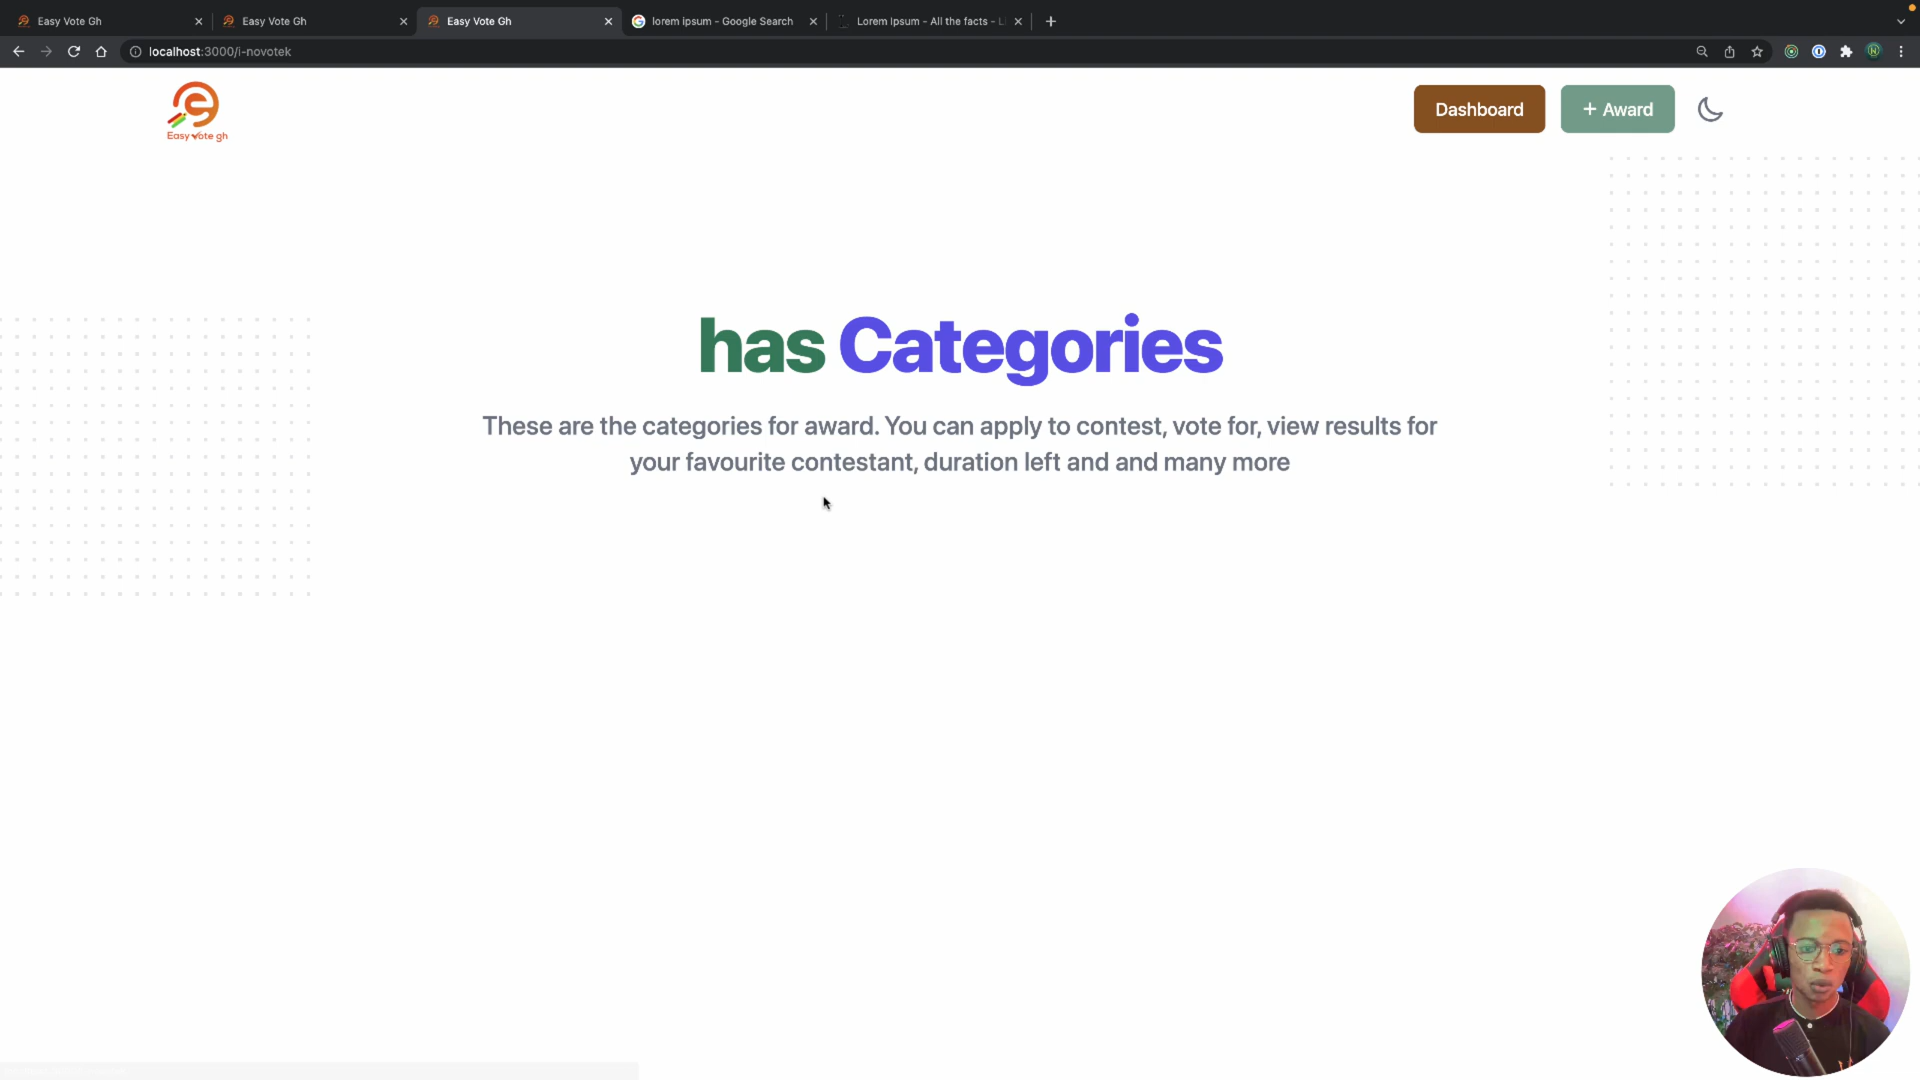 Easy Vote Gh
Easy Vote Gh
Easy Vote Gh
lorem ipsum - Google Search
Lorem Ipsum - All the facts - Li
localhost:3000/i-novotek
Easy vote gh
Dashboard
+ Award
has Categories
These are the categories for award. You can apply to contest, vote for, view results for
your favourite contestant, duration left and and many more